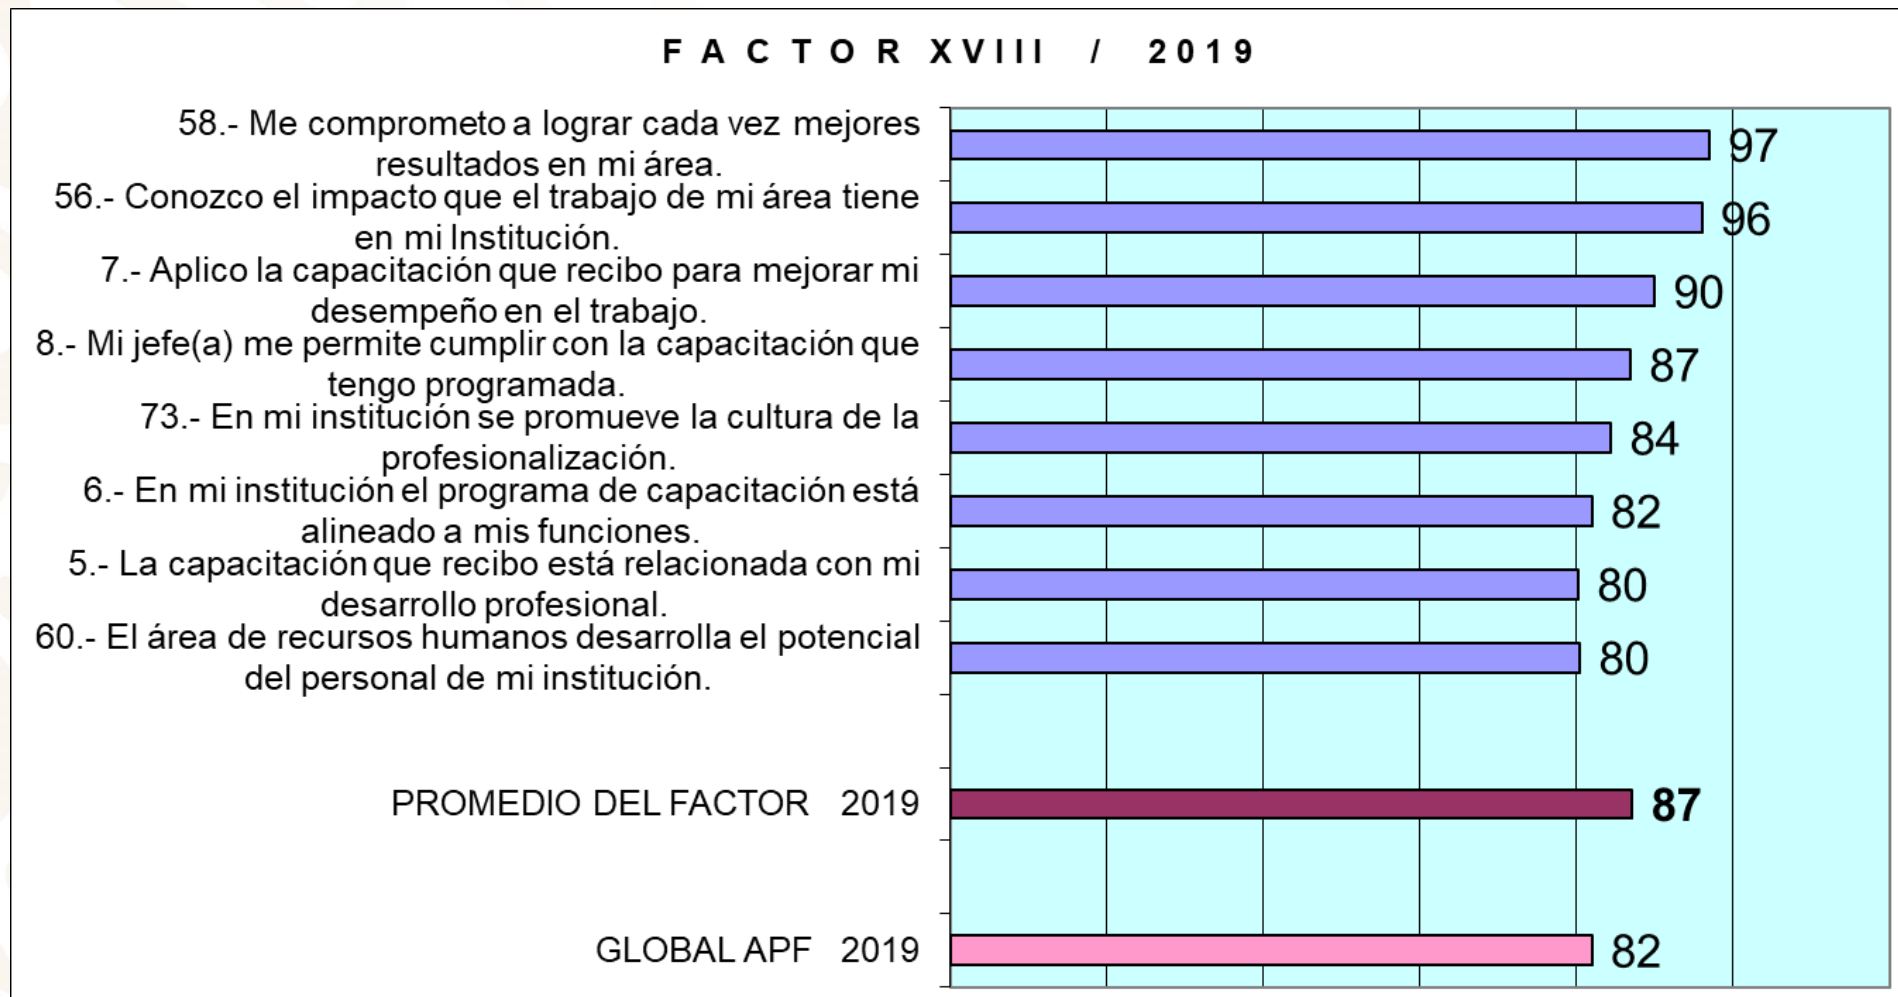 FACTOR XVIII / 2019
58.- Me comprometo a lograr cada vez mejores
resultados en mi área.
97
56.- Conozco el impacto que el trabajo de mi área tiene
en mi Institución.
96
7.- Aplico la capacitación que recibo para mejorar mi
desempeño en el trabajo.
90
8.- Mi jefe(a) me permite cumplir con la capacitación que
tengo programada.
87
73.- En mi institución se promueve la cultura de la
profesionalización.
84
6.- En mi institución el programa de capacitación está
alineado a mis funciones.
82
5.- La capacitación que recibo está relacionada con mi
desarrollo profesional.
80
60.- El área de recursos humanos desarrolla el potencial
del personal de mi institución.
80
PROMEDIO DEL FACTOR 2019
87
GLOBAL APF 2019
82